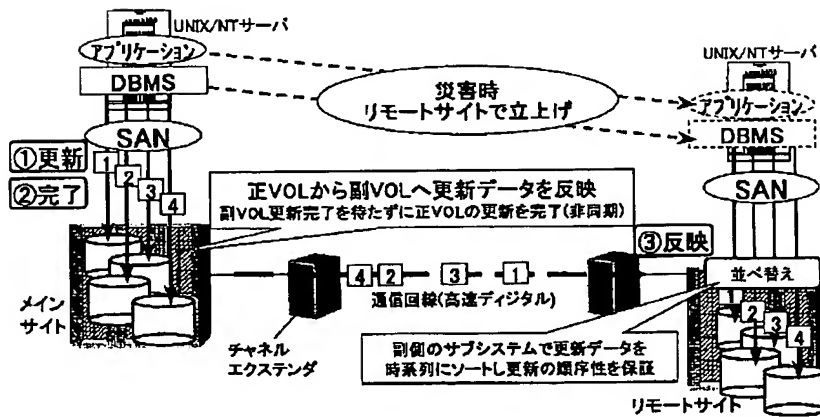 UNIX/NTサーバ
アプリケーション
DBMS
SAN
①更新
②完了
1
2
3
4
メイン
サイト
災害時
リモートサイトで立上げ
正VOLから副VOLへ更新データを反映
副VOL更新完了を待たずに正VOLの更新を完了(非同期)
③反映
4
2
3
1
通信回線(高速ディジタル)
チャネル
エクステンダ
副側のサブシステムで更新データを
時系列にソートし更新の順序性を保証
UNIX/NTサーバ
アプリケーション
DBMS
SAN
並べ替え
1
2
3
4
リモートサイト